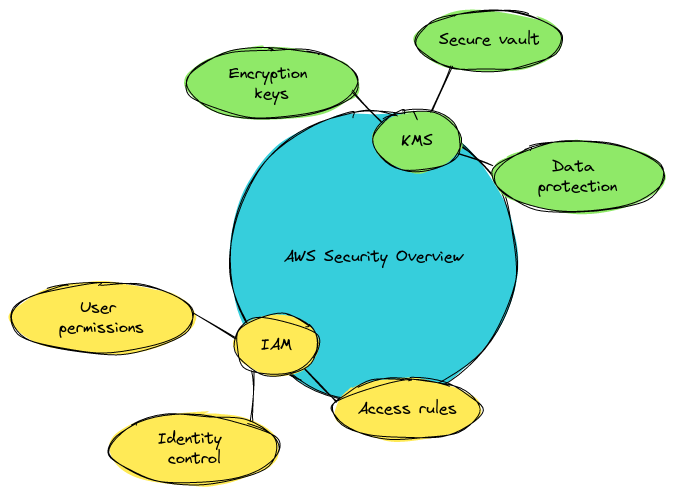 Secure vault
Encryption
keys
KMS
Data
protection
AWS Security Overview
User
permissions
IAM
Access rules
Identity
control